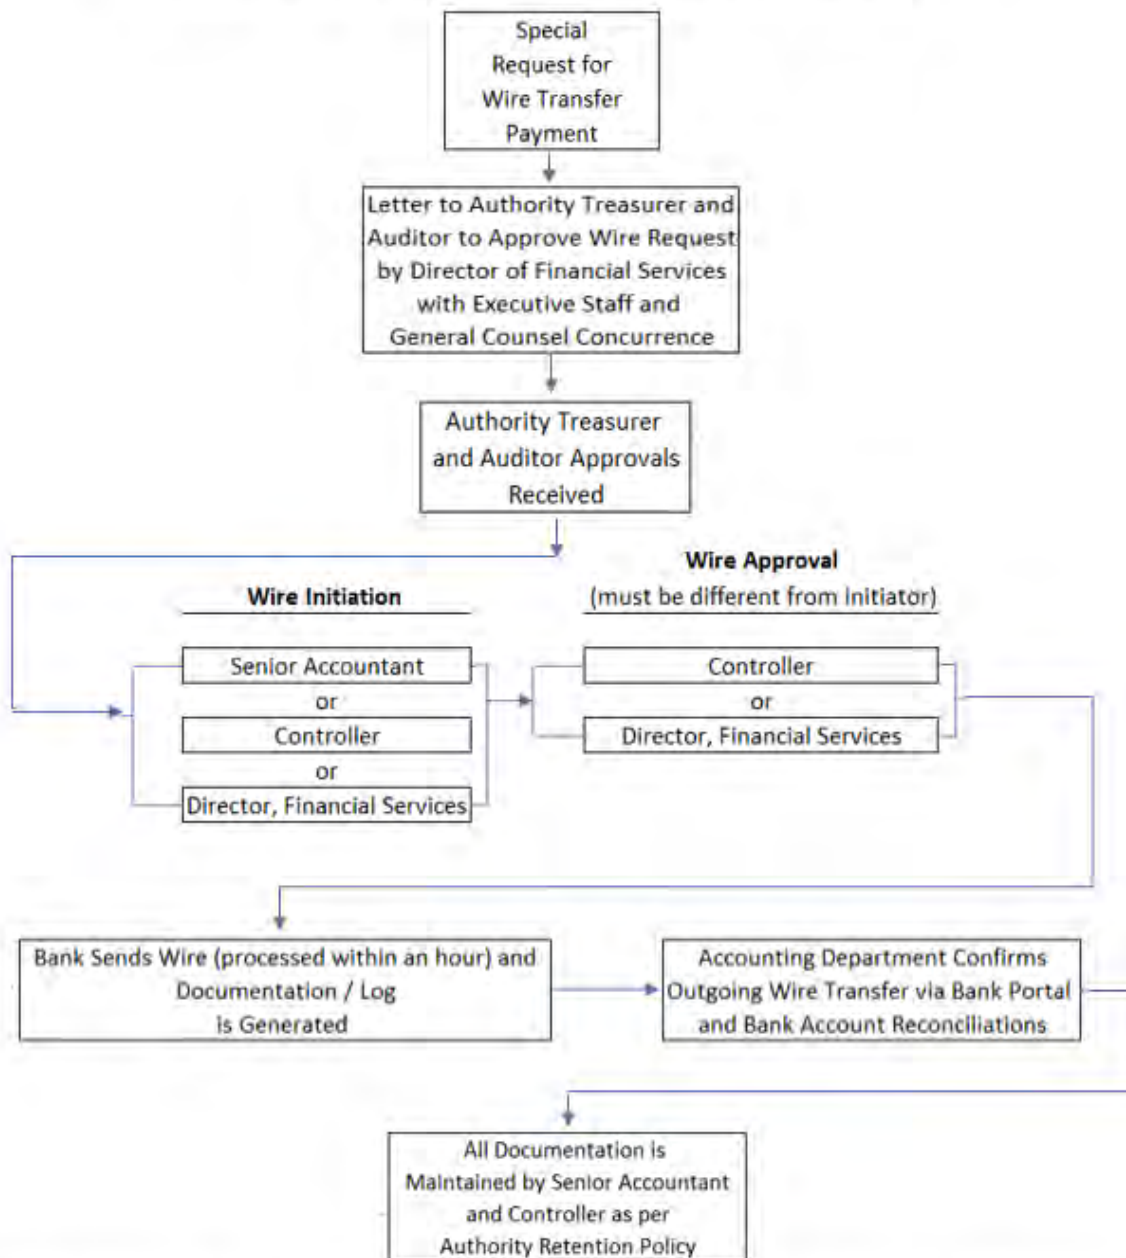 Special
Request for
Wire Transfer
Payment
Letter to Authority Treasurer and
Auditor to Approve Wire Request
by Director of Financial Services
with Executive Staff and
General Counsel Concurrence
Authority Treasurer
and Auditor Approvals
Received
Wire Initiation
Senior Accountant
or
Controller
or
Director, Financial Services
Wire Approval
(must be different from initiator)
Controller
or
Director, Financial Services
Bank Sends Wire (processed within an hour) and
Documentation / Log
is Generated
Accounting Department Confirms
Outgoing Wire Transfer via Bank Portal
and Bank Account Reconciliations
All Documentation is
Maintained by Senior Accountant
and Controller as per
Authority Retention Policy